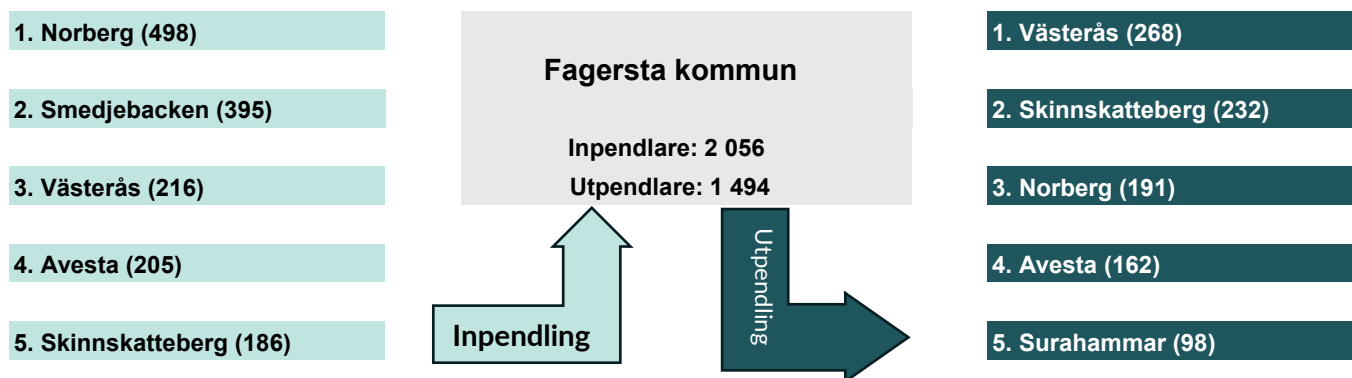 1. Norberg (498)
2. Smedjebacken (395)
3. Västerås (216)
4. Avesta (205)
5. Skinnskatteberg (186)
Fagersta kommun
Inpendlare: 2 056
Utpendlare: 1 494
Inpendling
Utpendling
1. Västerås (268)
2. Skinnskatteberg (232)
3. Norberg (191)
4. Avesta (162)
5. Surahammar (98)